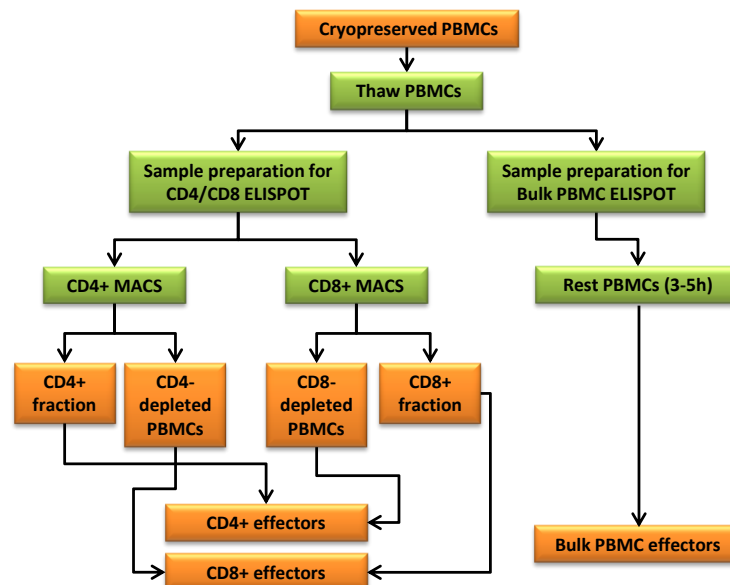 Cryopreserved PBMCs
Thaw PBMCs
Sample preparation for
CD4/CD8 ELISPOT
Sample preparation for
Bulk PBMC ELISPOT
CD4+ MACS
CD8+ MACS
Rest PBMCs (3-5h)
CD4+
fraction
CD4-
depleted
PBMCs
CD8-
depleted
PBMCs
CD8+
fraction
CD4+ effectors
Bulk PBMC effectors
CD8+ effectors